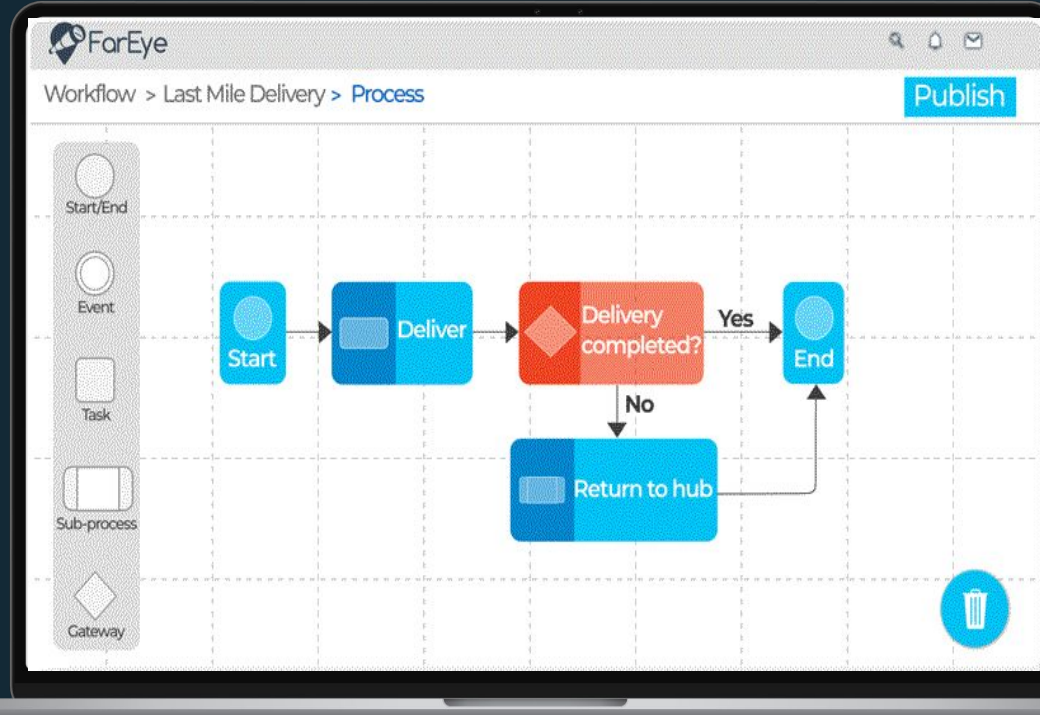 FarEye
Workflow > Last Mile Delivery > Process
Publish
Start/End
Event
Task
Sub-process
Gateway
Start
Deliver
Delivery
completed?
Yes
End
No
Return to hub